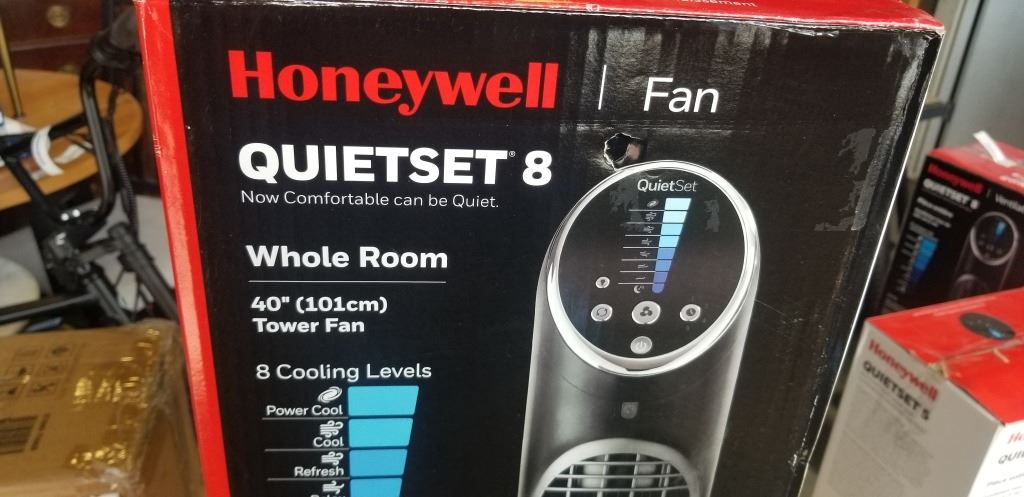 Honeywell | Fan
QUIETSET® 8
Now Comfortable can be Quiet.
Whole Room
40" (101cm)
Tower Fan
8 Cooling Levels
Power Cool
Cool
Refresh
QuietSet
Honeywell
QUIETSET 8
Honeywell
QUIETSET 5